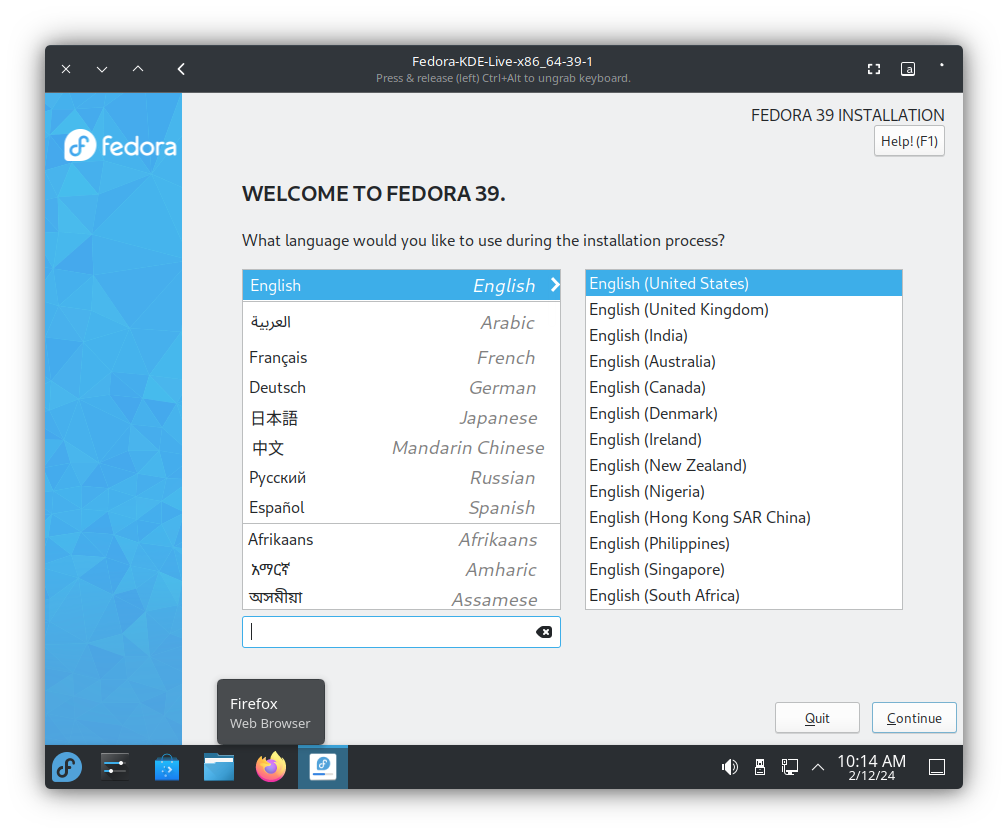 Fedora-KDE-Live-x86_64-39-1
Press & release (left) Ctrl+Alt to ungrab keyboard.
a
fedora
FEDORA 39 INSTALLATION
Help! (F1)
WELCOME TO FEDORA 39.
What language would you like to use during the installation process?
English English
العربية Arabic
Français French
Deutsch German
日本語 Japanese
中文 Mandarin Chinese
Русский Russian
Español Spanish
Afrikaans Afrikaans
አማርኛ Amharic
অসমীয়া Assamese
English (United States)
English (United Kingdom)
English (India)
English (Australia)
English (Canada)
English (Denmark)
English (Ireland)
English (New Zealand)
English (Nigeria)
English (Hong Kong SAR China)
English (Philippines)
English (Singapore)
English (South Africa)
Firefox
Web Browser
Quit
Continue
10:14 AM
2/12/24